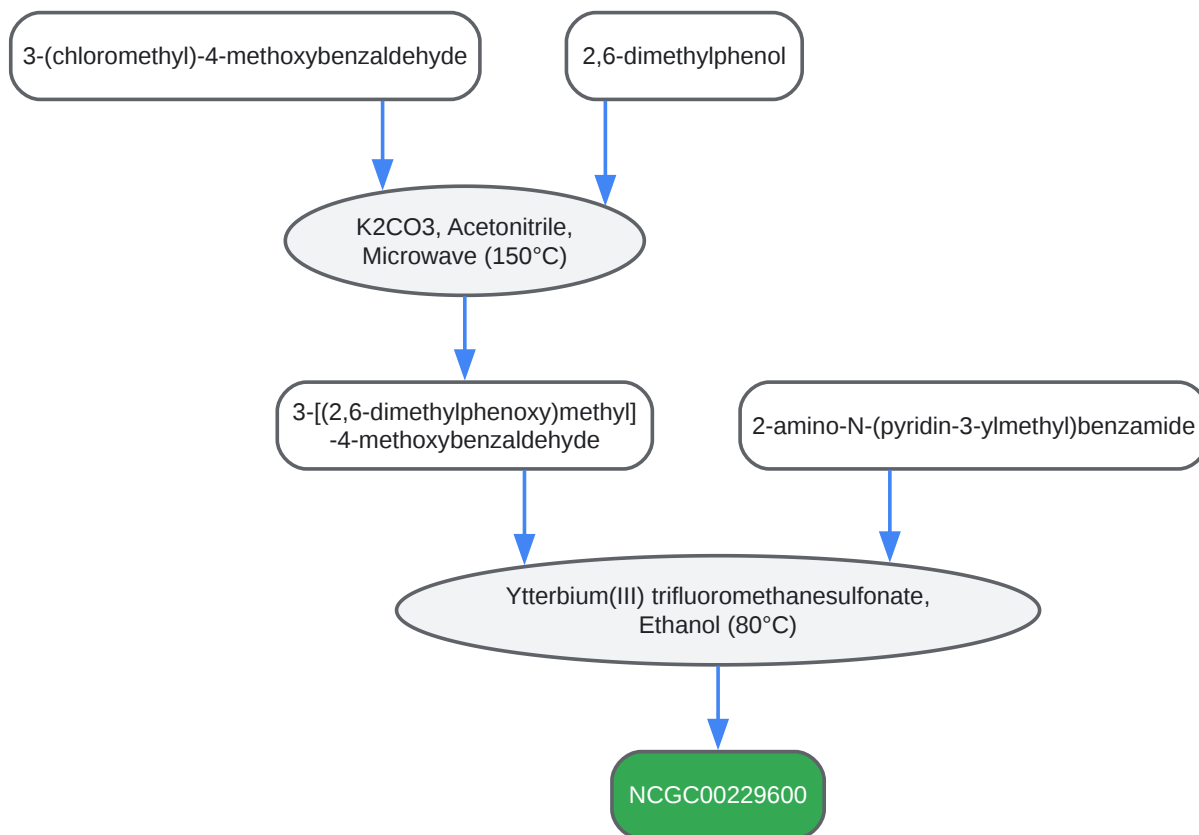 3-(chloromethyl)-4-methoxybenzaldehyde
2,6-dimethylphenol
K2CO3, Acetonitrile,
Microwave (150°C)
3-[(2,6-dimethylphenoxy)methyl]
-4-methoxybenzaldehyde
2-amino-N-(pyridin-3-ylmethyl)benzamide
Ytterbium(III) trifluoromethanesulfonate,
Ethanol (80°C)
NCGC00229600